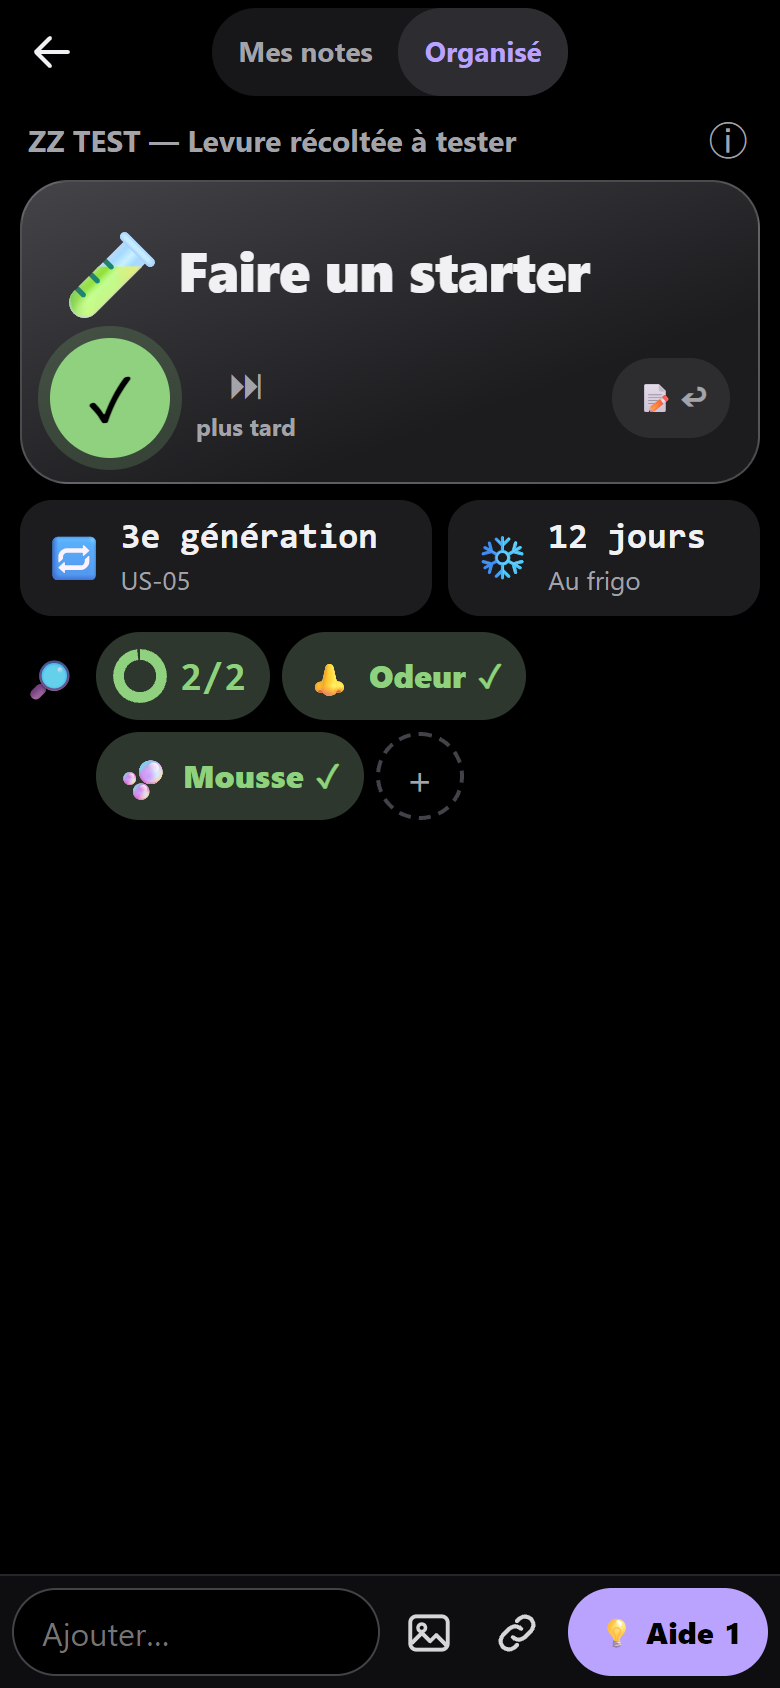 Mes notes
Organisé
ZZ TEST — Levure récoltée à tester
Faire un starter
plus tard
3e génération
US-05
12 jours
Au frigo
2/2
Odeur ✓
Mousse ✓
+
Ajouter...
Aide 1